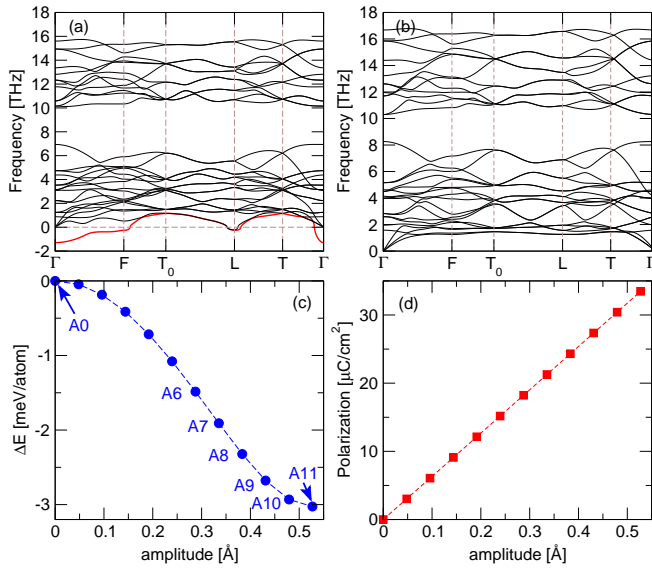 (a)
Frequency [THz]
18
16
14
12
10
8
6
4
2
0
-2
Γ F T0 L T Γ
(b)
Frequency [THz]
18
16
14
12
10
8
6
4
2
0
Γ F T0 L T Γ
(c)
ΔE [meV/atom]
0
-1
-2
-3
A0
A6
A7
A8
A9
A10
A11
0 0.1 0.2 0.3 0.4 0.5
amplitude [Å]
(d)
Polarization [μC/cm²]
30
20
10
0
0 0.1 0.2 0.3 0.4 0.5
amplitude [Å]